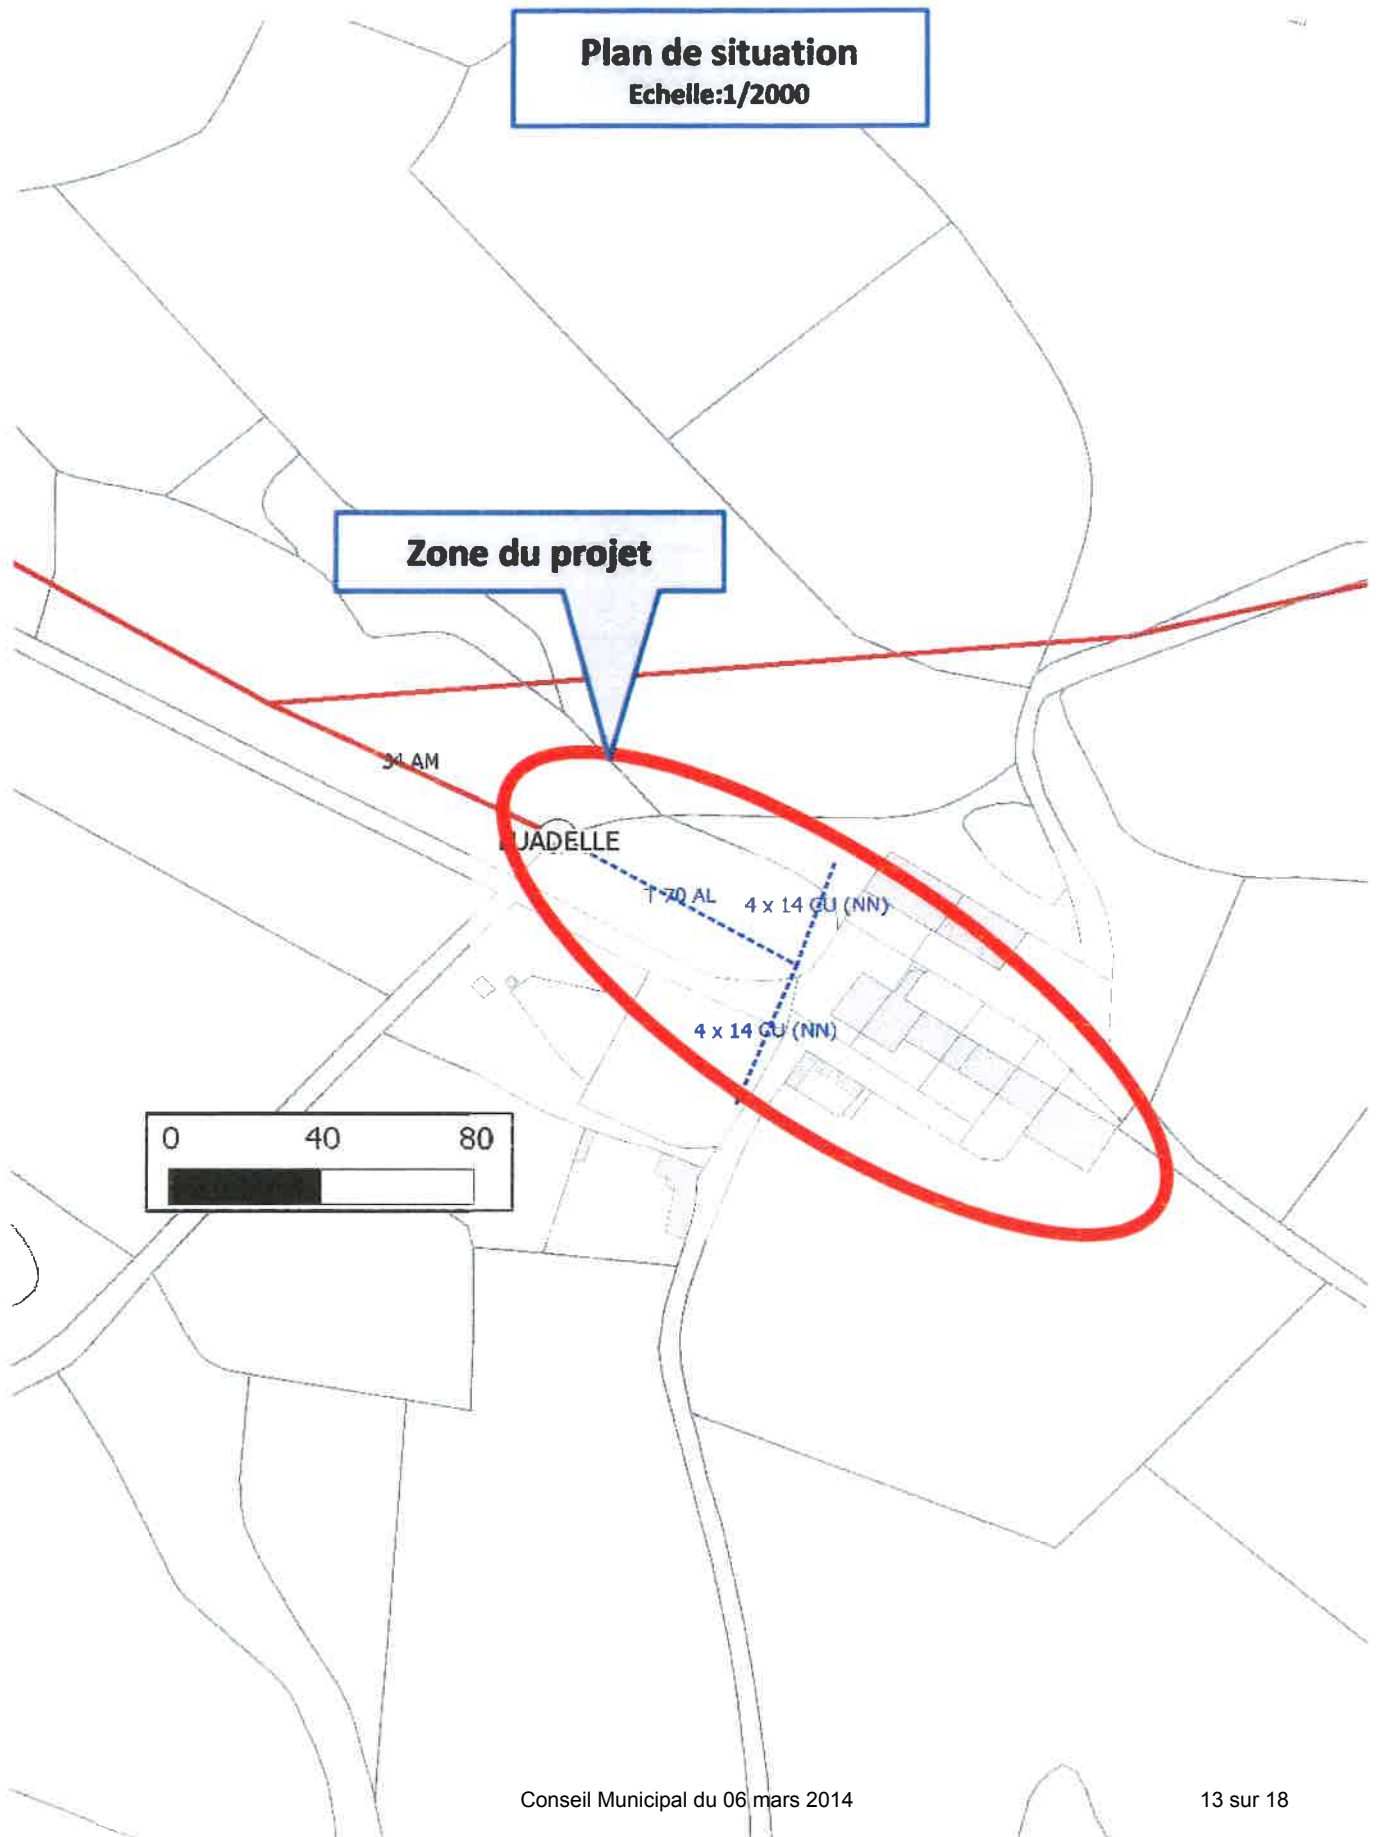 Plan de situation
Echelle:1/2000
Zone du projet
AM
T 70 AL
4 x 14 CU (NN)
4 x 14 CU (NN)
0 40 80
Conseil Municipal du 06 mars 2014
13 sur 18